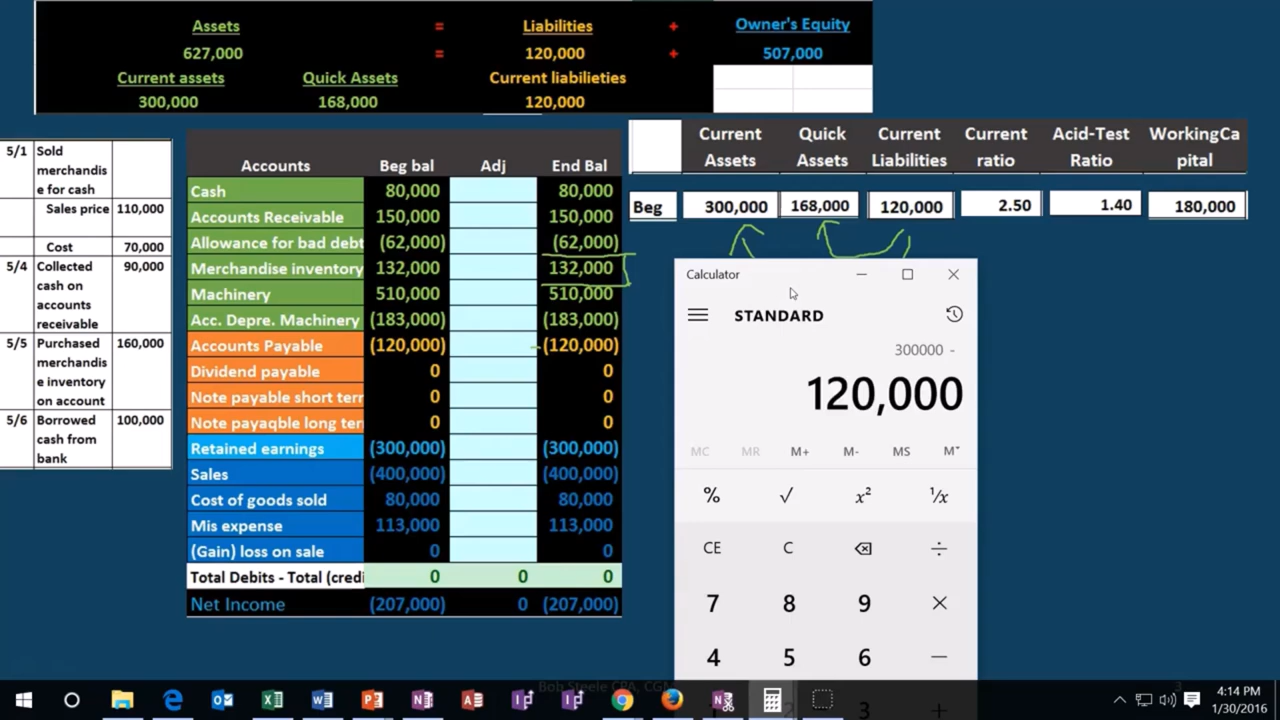 Assets = Liabilities + Owner's Equity
627,000 = 120,000 + 507,000
Current assets Quick Assets Current liabilieties
300,000 168,000 120,000
5/1 Sold
merchandis
e for cash
Sales price 110,000
Cost 70,000
5/4 Collected 90,000
cash on
accounts
receivable
5/5 Purchased 160,000
merchandis
e inventory
on account
5/6 Borrowed 100,000
cash from
bank
Accounts Beg bal Adj End Bal
Cash 80,000 80,000
Accounts Receivable 150,000 150,000
Allowance for bad debt (62,000) (62,000)
Merchandise inventory 132,000 132,000
Machinery 510,000 510,000
Acc. Depre. Machinery (183,000) (183,000)
Accounts Payable (120,000) (120,000)
Dividend payable 0 0
Note payable short terr 0 0
Note payaqble long ter 0 0
Retained earnings (300,000) (300,000)
Sales (400,000) (400,000)
Cost of goods sold 80,000 80,000
Mis expense 113,000 113,000
(Gain) loss on sale 0 0
Total Debits - Total (credi 0 0 0
Net Income (207,000) 0 (207,000)
Current Quick Current Current Acid-Test WorkingCa
Assets Assets Liabilities ratio Ratio pital
Beg 300,000 168,000 120,000 2.50 1.40 180,000
Calculator
STANDARD
300000 -
120,000
MC MR M+ M- MS M˅
% √ x² ¹/x
CE C ÷
7 8 9 ×
4 5 6 −
1 2 3 +
Bob Steele CPA, CG
4:14 PM
1/30/2016